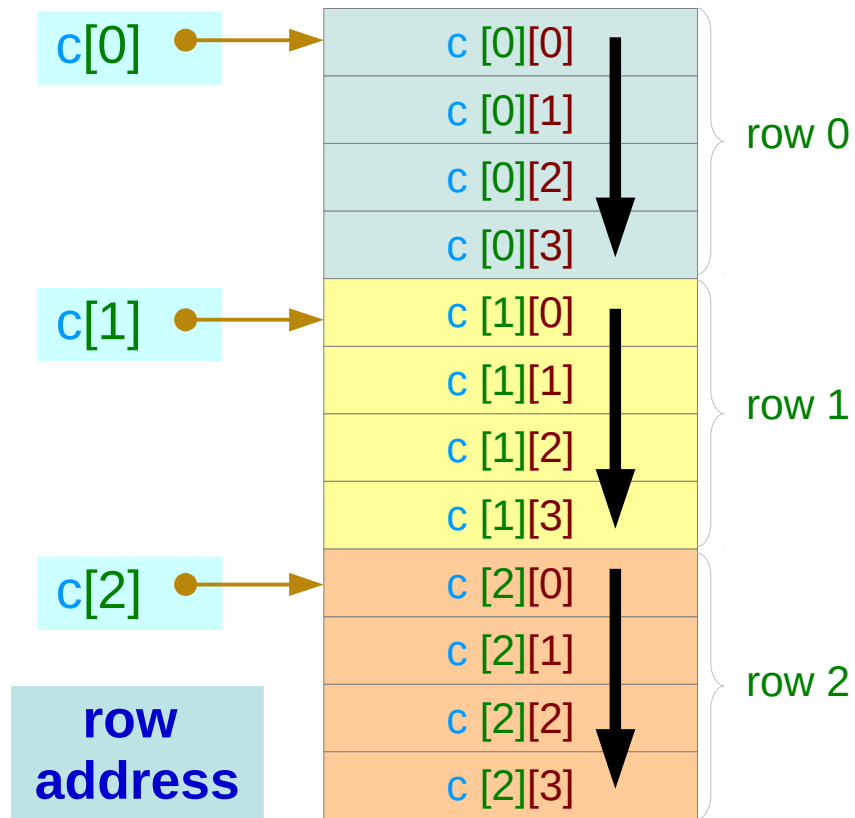 c[0]
c [0][0]
c [0][1]
c [0][2]
c [0][3]
row 0
c[1]
c [1][0]
c [1][1]
c [1][2]
c [1][3]
row 1
c[2]
c [2][0]
c [2][1]
c [2][2]
c [2][3]
row 2
row
address